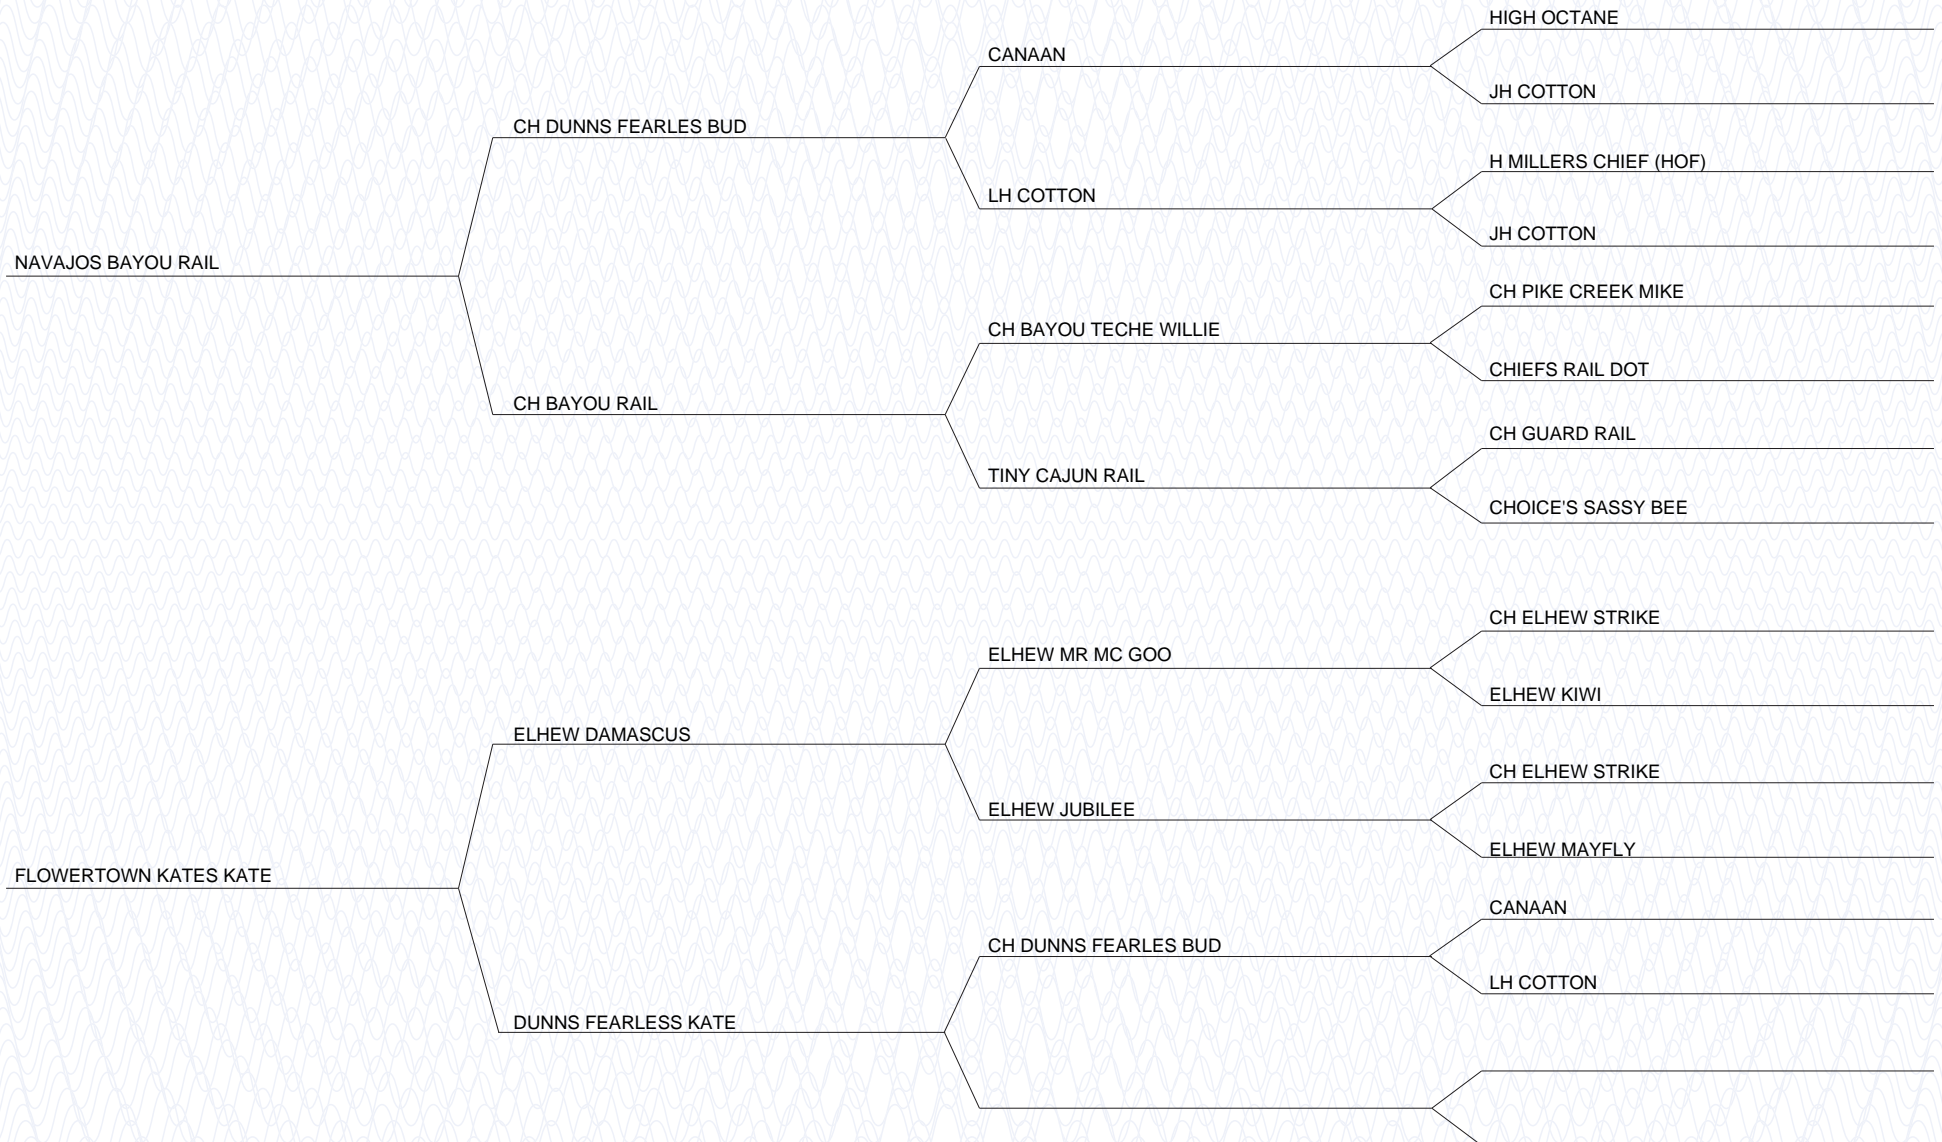 HIGH OCTANE
CANAAN
JH COTTON
CH DUNNS FEARLES BUD
H MILLERS CHIEF (HOF)
LH COTTON
JH COTTON
NAVAJOS BAYOU RAIL
CH PIKE CREEK MIKE
CH BAYOU TECHE WILLIE
CHIEFS RAIL DOT
CH BAYOU RAIL
CH GUARD RAIL
TINY CAJUN RAIL
CHOICE'S SASSY BEE
CH ELHEW STRIKE
ELHEW MR MC GOO
ELHEW KIWI
ELHEW DAMASCUS
CH ELHEW STRIKE
ELHEW JUBILEE
ELHEW MAYFLY
FLOWERTOWN KATES KATE
CANAAN
CH DUNNS FEARLES BUD
LH COTTON
DUNNS FEARLESS KATE